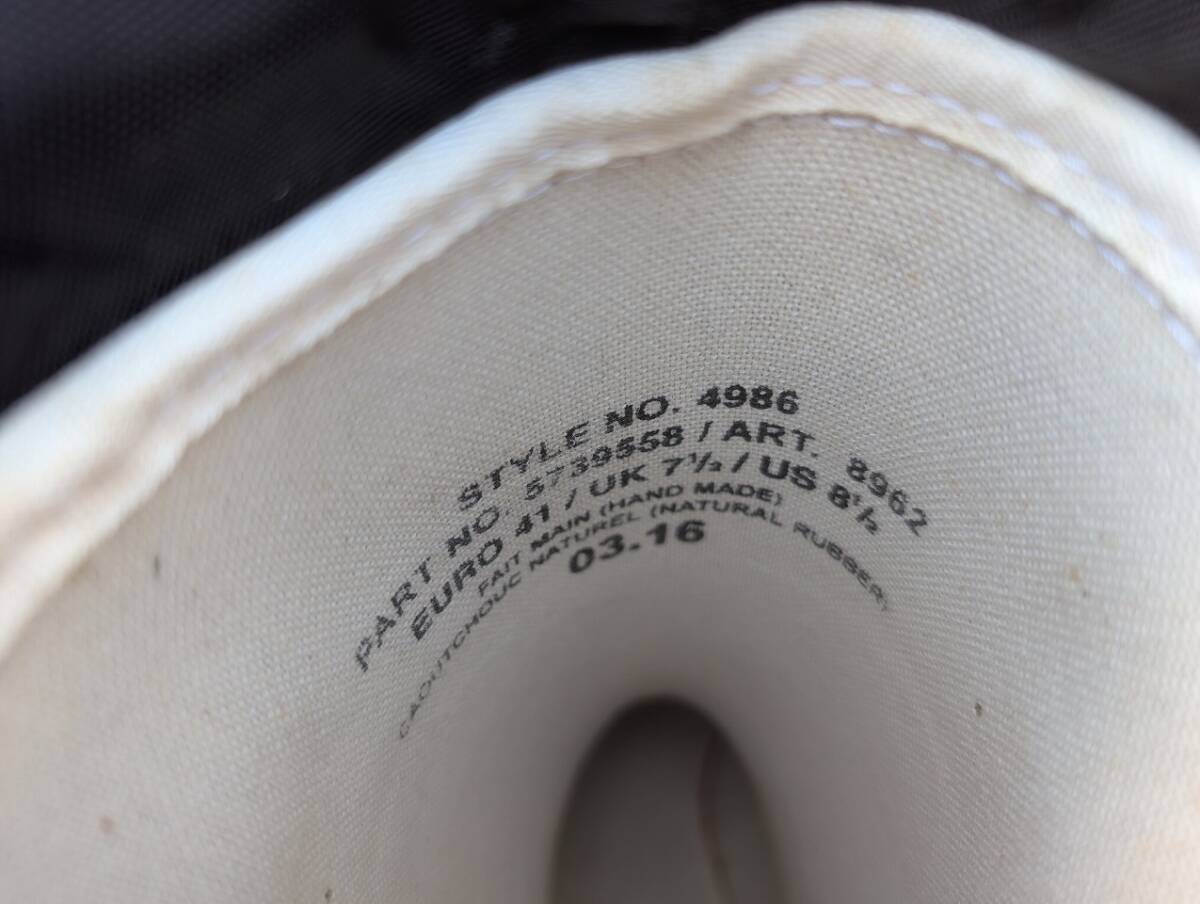 STYLE NO. 4986
PART NO. 5739558 / ART. 8962
EURO 41 / UK 7½ / US 8½
FAIT MAIN (HAND MADE)
CAOUTCHOUC NATUREL (NATURAL RUBBER)
03.16